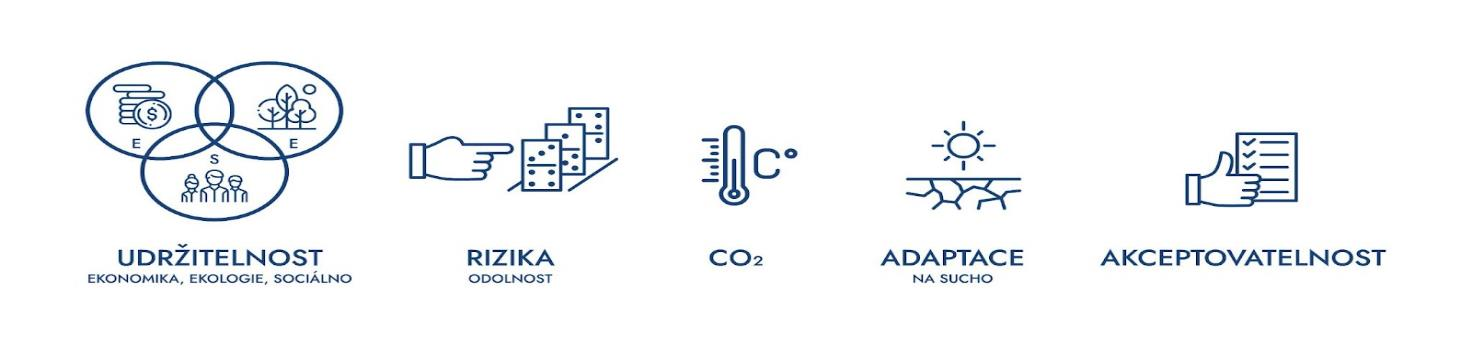 $
E
E
S
C°
UDRŽITELNOST
EKONOMIKA, EKOLOGIE, SOCIÁLNO
RIZIKA
ODOLNOST
CO₂
ADAPTACE
NA SUCHO
AKCEPTOVATELNOST